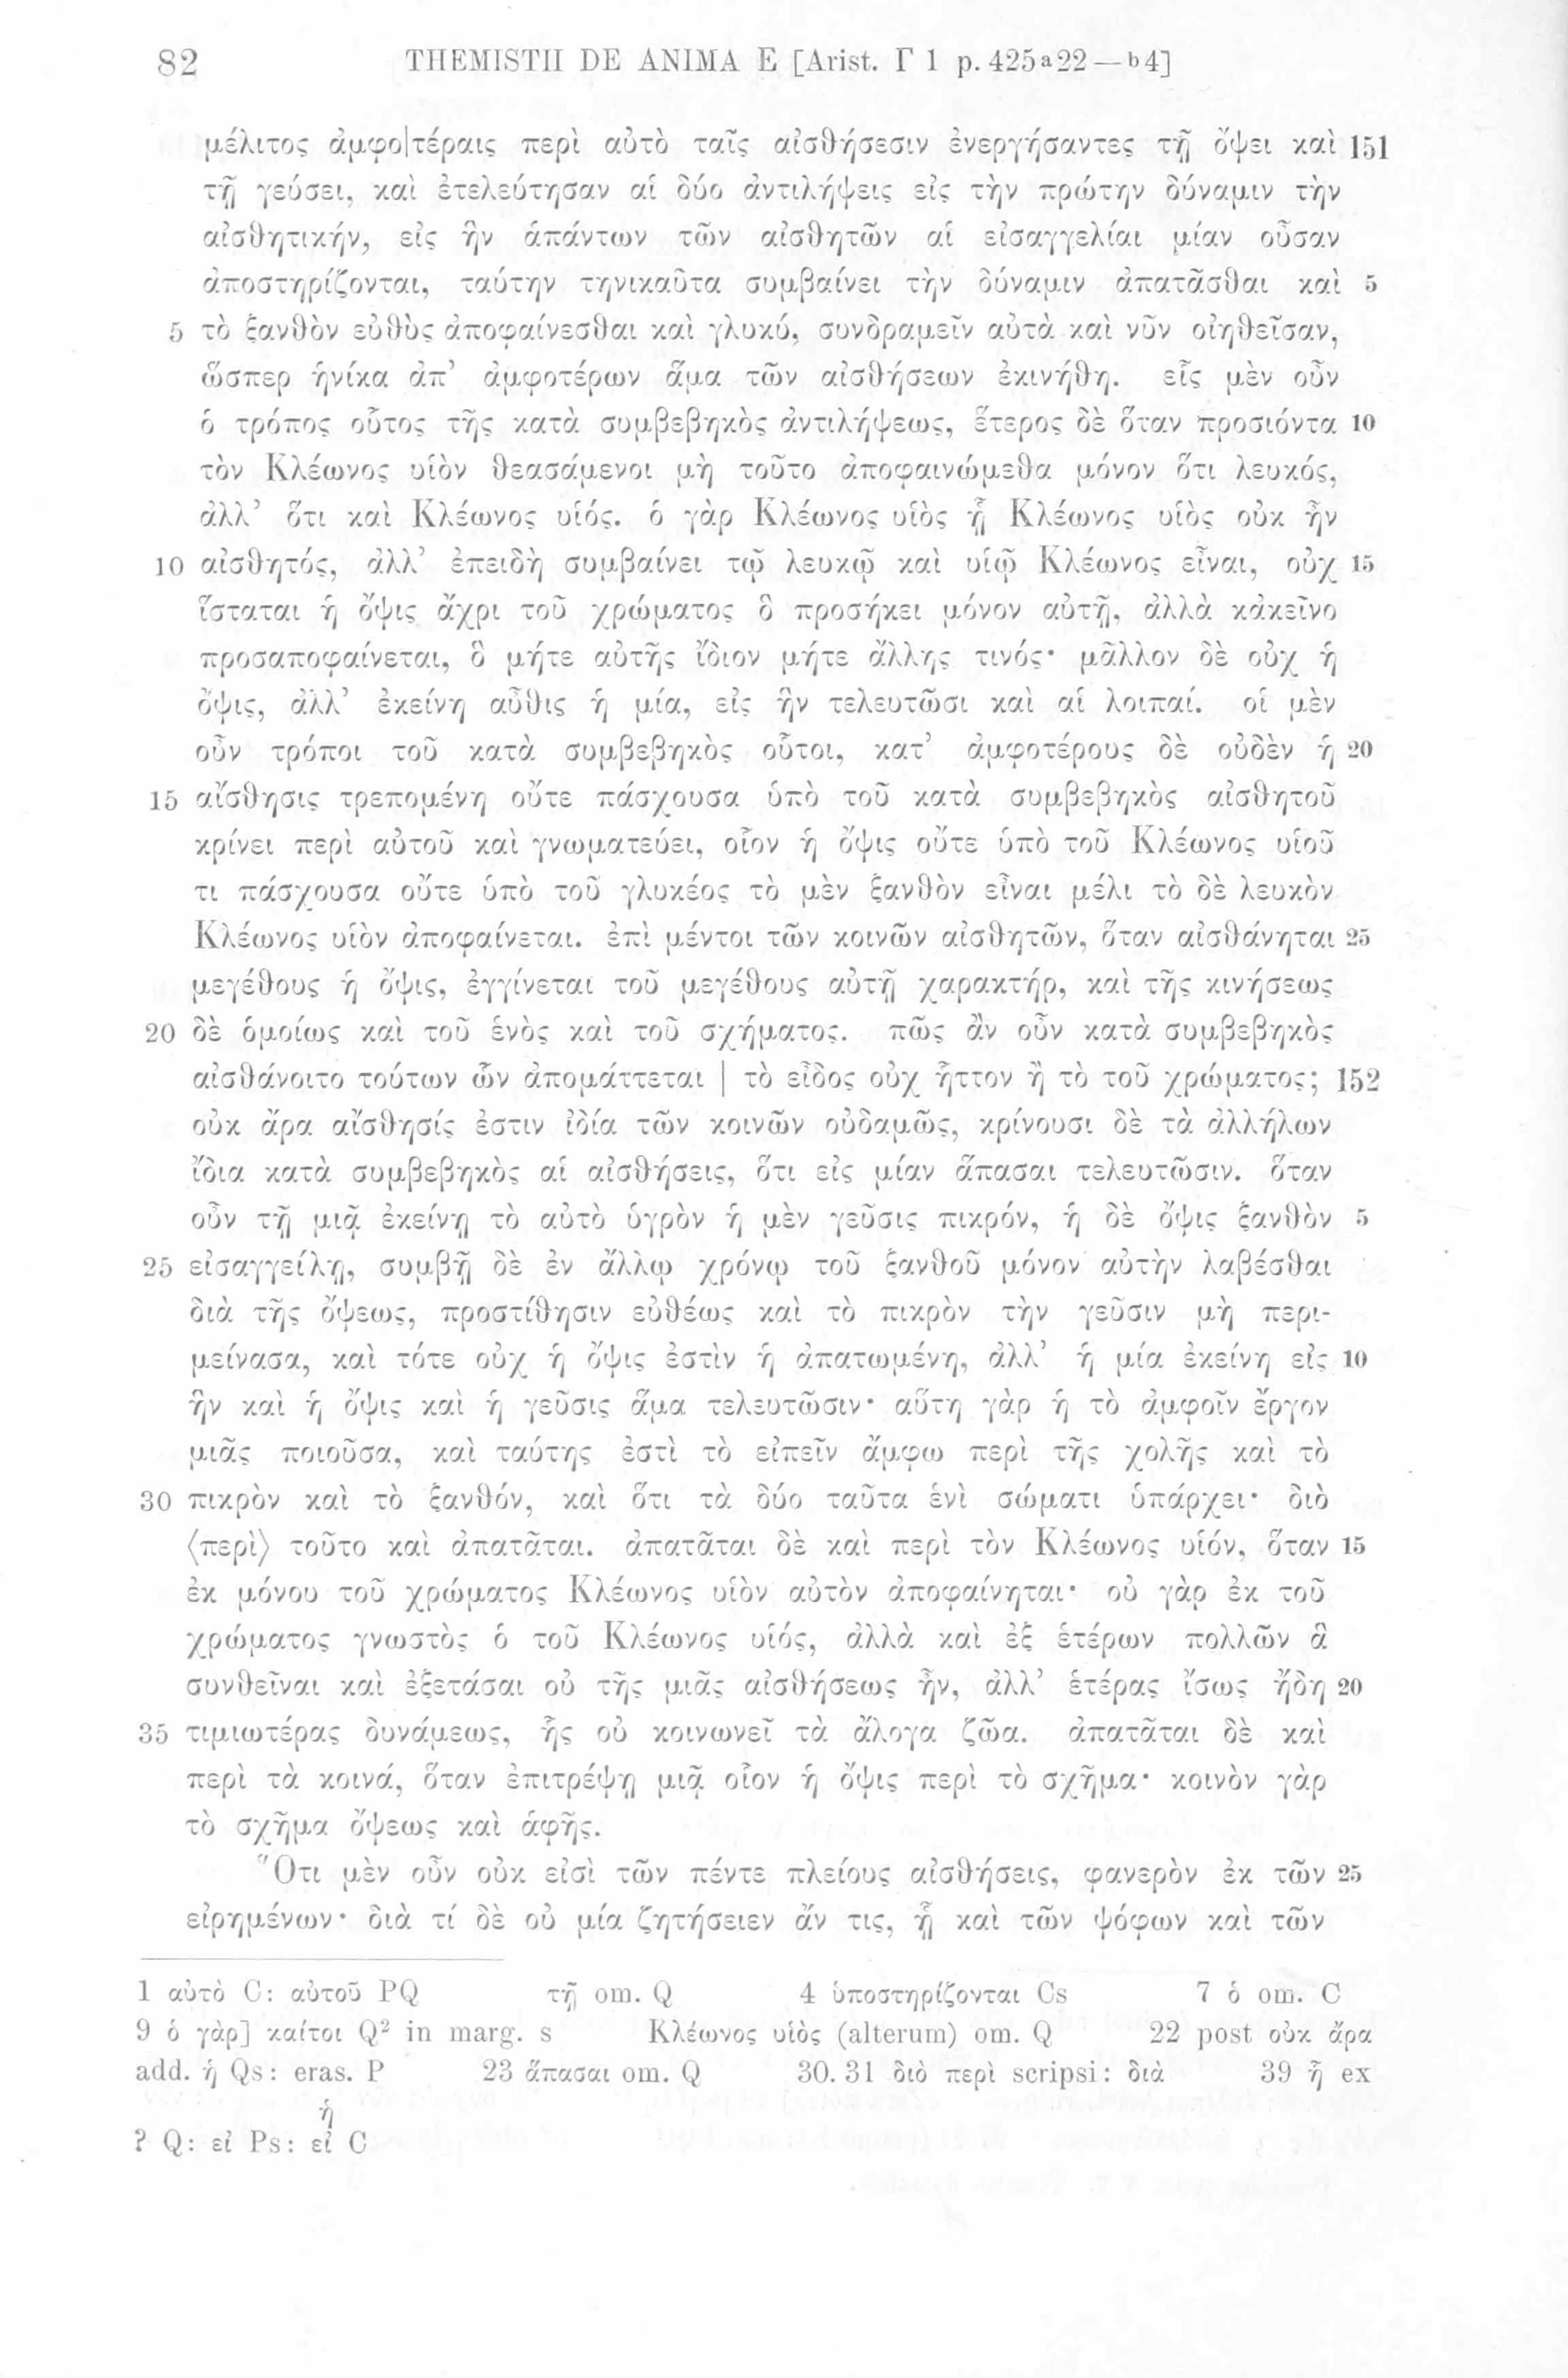 82 THEMISTII DE ANIMA E [Arist. Γ 1 p. 425a22—b4]
μέλιτος ἀμφο|τέραις περὶ αὐτὸ ταῖς αἰσθήσεσιν ἐνεργήσαντες τῇ ὄψει καὶ 151
τῇ γεύσει, καὶ ἐτελεύτησαν αἱ δύο ἀντιλήψεις εἰς τὴν πρώτην δύναμιν τὴν
αἰσθητικήν, εἰς ἣν ἁπάντων τῶν αἰσθητῶν αἱ εἰσαγγελίαι μίαν οὖσαν
ἀποστηρίζονται, ταύτην τηνικαῦτα συμβαίνει τὴν δύναμιν ἀπατᾶσθαι καὶ 5
5 τὸ ξανθὸν εὐθὺς ἀποφαίνεσθαι καὶ γλυκύ, συνδραμεῖν αὐτὰ καὶ νῦν οἰηθεῖσαν,
ὥσπερ ἡνίκα ἀπ’ ἀμφοτέρων ἅμα τῶν αἰσθήσεων ἐκινήθη. εἷς μὲν οὖν
ὁ τρόπος οὗτος τῆς κατὰ συμβεβηκὸς ἀντιλήψεως, ἕτερος δὲ ὅταν προσιόντα 10
τὸν Κλέωνος υἱὸν θεασάμενοι μὴ τοῦτο ἀποφαινώμεθα μόνον ὅτι λευκός,
ἀλλ’ ὅτι καὶ Κλέωνος υἱός. ὁ γὰρ Κλέωνος υἱὸς ᾗ Κλέωνος υἱὸς οὐκ ἦν
10 αἰσθητός, ἀλλ’ ἐπειδὴ συμβαίνει τῷ λευκῷ καὶ υἱῷ Κλέωνος εἶναι, οὐχ 15
ἵσταται ἡ ὄψις ἄχρι τοῦ χρώματος ὃ προσήκει μόνον αὐτῇ, ἀλλὰ κἀκεῖνο
προσαποφαίνεται, ὃ μήτε αὐτῆς ἴδιον μήτε ἄλλης τινός· μᾶλλον δὲ οὐχ ἡ
ὄψις, ἀλλ’ ἐκείνη αὖθις ἡ μία, εἰς ἣν τελευτῶσι καὶ αἱ λοιπαί. οἱ μὲν
οὖν τρόποι τοῦ κατὰ συμβεβηκὸς οὗτοι, κατ’ ἀμφοτέρους δὲ οὐδὲν ἡ 20
15 αἴσθησις τρεπομένη οὔτε πάσχουσα ὑπὸ τοῦ κατὰ συμβεβηκὸς αἰσθητοῦ
κρίνει περὶ αὐτοῦ καὶ γνωματεύει, οἷον ἡ ὄψις οὔτε ὑπὸ τοῦ Κλέωνος υἱοῦ
τι πάσχουσα οὔτε ὑπὸ τοῦ γλυκέος τὸ μὲν ξανθὸν εἶναι μέλι τὸ δὲ λευκὸν
Κλέωνος υἱὸν ἀποφαίνεται. ἐπὶ μέντοι τῶν κοινῶν αἰσθητῶν, ὅταν αἰσθάνηται 25
μεγέθους ἡ ὄψις, ἐγγίνεται τοῦ μεγέθους αὐτῇ χαρακτήρ, καὶ τῆς κινήσεως
20 δὲ ὁμοίως καὶ τοῦ ἑνὸς καὶ τοῦ σχήματος. πῶς ἂν οὖν κατὰ συμβεβηκὸς
αἰσθάνοιτο τούτων ὧν ἀπομάττεται | τὸ εἶδος οὐχ ἧττον ἢ τὸ τοῦ χρώματος; 152
οὐκ ἄρα αἴσθησίς ἐστιν ἰδία τῶν κοινῶν οὐδαμῶς, κρίνουσι δὲ τὰ ἀλλήλων
ἴδια κατὰ συμβεβηκὸς αἱ αἰσθήσεις, ὅτι εἰς μίαν ἅπασαι τελευτῶσιν. ὅταν
οὖν τῇ μιᾷ ἐκείνῃ τὸ αὐτὸ ὑγρὸν ἡ μὲν γεῦσις πικρόν, ἡ δὲ ὄψις ξανθὸν 5
25 εἰσαγγείλῃ, συμβῇ δὲ ἐν ἄλλῳ χρόνῳ τοῦ ξανθοῦ μόνον αὐτὴν λαβέσθαι
διὰ τῆς ὄψεως, προστίθησιν εὐθέως καὶ τὸ πικρὸν τὴν γεῦσιν μὴ περι-
μείνασα, καὶ τότε οὐχ ἡ ὄψις ἐστὶν ἡ ἀπατωμένη, ἀλλ’ ἡ μία ἐκείνη εἰς 10
ἣν καὶ ἡ ὄψις καὶ ἡ γεῦσις ἅμα τελευτῶσιν· αὕτη γὰρ ἡ τὸ ἀμφοῖν ἔργον
μιᾶς ποιοῦσα, καὶ ταύτης ἐστὶ τὸ εἰπεῖν ἄμφω περὶ τῆς χολῆς καὶ τὸ
30 πικρὸν καὶ τὸ ξανθόν, καὶ ὅτι τὰ δύο ταῦτα ἑνὶ σώματι ὑπάρχει· διὸ
⟨περὶ⟩ τοῦτο καὶ ἀπατᾶται. ἀπατᾶται δὲ καὶ περὶ τὸν Κλέωνος υἱόν, ὅταν 15
ἐκ μόνου τοῦ χρώματος Κλέωνος υἱὸν αὐτὸν ἀποφαίνηται· οὐ γὰρ ἐκ τοῦ
χρώματος γνωστὸς ὁ τοῦ Κλέωνος υἱός, ἀλλὰ καὶ ἐξ ἑτέρων πολλῶν ἃ
συνθεῖναι καὶ ἐξετάσαι οὐ τῆς μιᾶς αἰσθήσεως ἦν, ἀλλ’ ἑτέρας ἴσως ἤδη 20
35 τιμιωτέρας δυνάμεως, ἧς οὐ κοινωνεῖ τὰ ἄλογα ζῶα. ἀπατᾶται δὲ καὶ
περὶ τὰ κοινά, ὅταν ἐπιτρέψῃ μιᾷ οἷον ἡ ὄψις περὶ τὸ σχῆμα· κοινὸν γὰρ
τὸ σχῆμα ὄψεως καὶ ἁφῆς.
Ὅτι μὲν οὖν οὐκ εἰσὶ τῶν πέντε πλείους αἰσθήσεις, φανερὸν ἐκ τῶν 25
εἰρημένων· διὰ τί δὲ οὐ μία ζητήσειεν ἄν τις, ᾗ καὶ τῶν ψόφων καὶ τῶν
1 αὐτὸ C: αὐτοῦ PQ τῇ om. Q 4 ὑποστηρίζονται Cs 7 ὁ om. C
9 ὁ γὰρ] καίτοι Q² in marg. s Κλέωνος υἱὸς (alterum) om. Q 22 post οὐκ ἄρα
add. ἡ Qs: eras. P 23 ἅπασαι om. Q 30. 31 διὸ περὶ scripsi: διὰ 39 ᾗ ex
ἡ
? Q: εἰ Ps: εἰ C